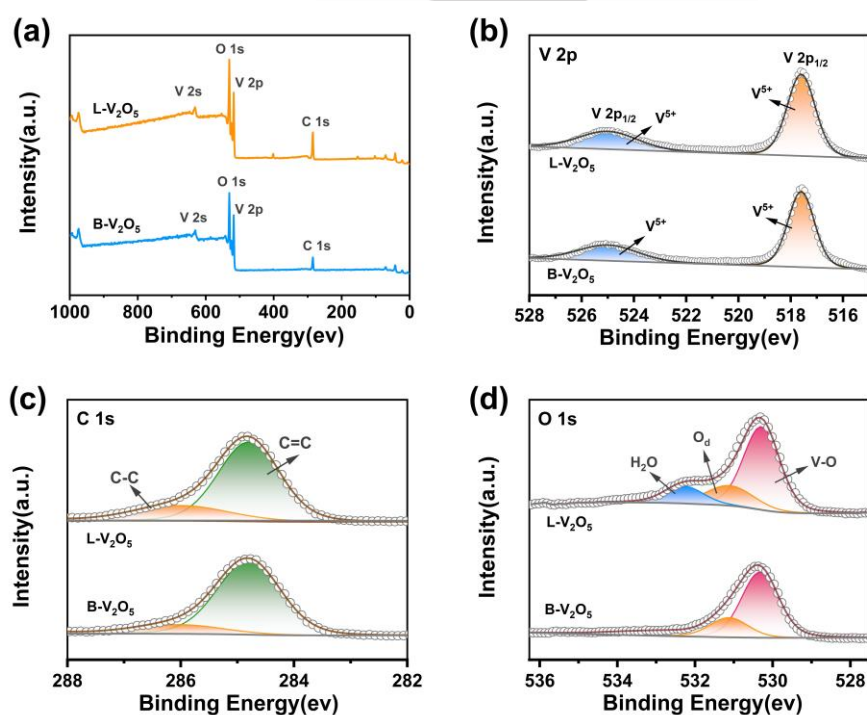 (a)
O 1s
V 2s
V 2p
L-V₂O₅
C 1s
O 1s
V 2s
V 2p
B-V₂O₅
C 1s
Intensity(a.u.)
1000 800 600 400 200 0
Binding Energy(ev)
(b)
V 2p
V 2p₁/₂
V⁵⁺
V 2p₁/₂
V⁵⁺
L-V₂O₅
V⁵⁺
V⁵⁺
B-V₂O₅
Intensity(a.u.)
528 526 524 522 520 518 516
Binding Energy(ev)
(c)
C 1s
C=C
C-C
L-V₂O₅
B-V₂O₅
Intensity(a.u.)
288 286 284 282
Binding Energy(ev)
(d)
O 1s
O_d
H₂O
V-O
L-V₂O₅
B-V₂O₅
Intensity(a.u.)
536 534 532 530 528
Binding Energy(ev)